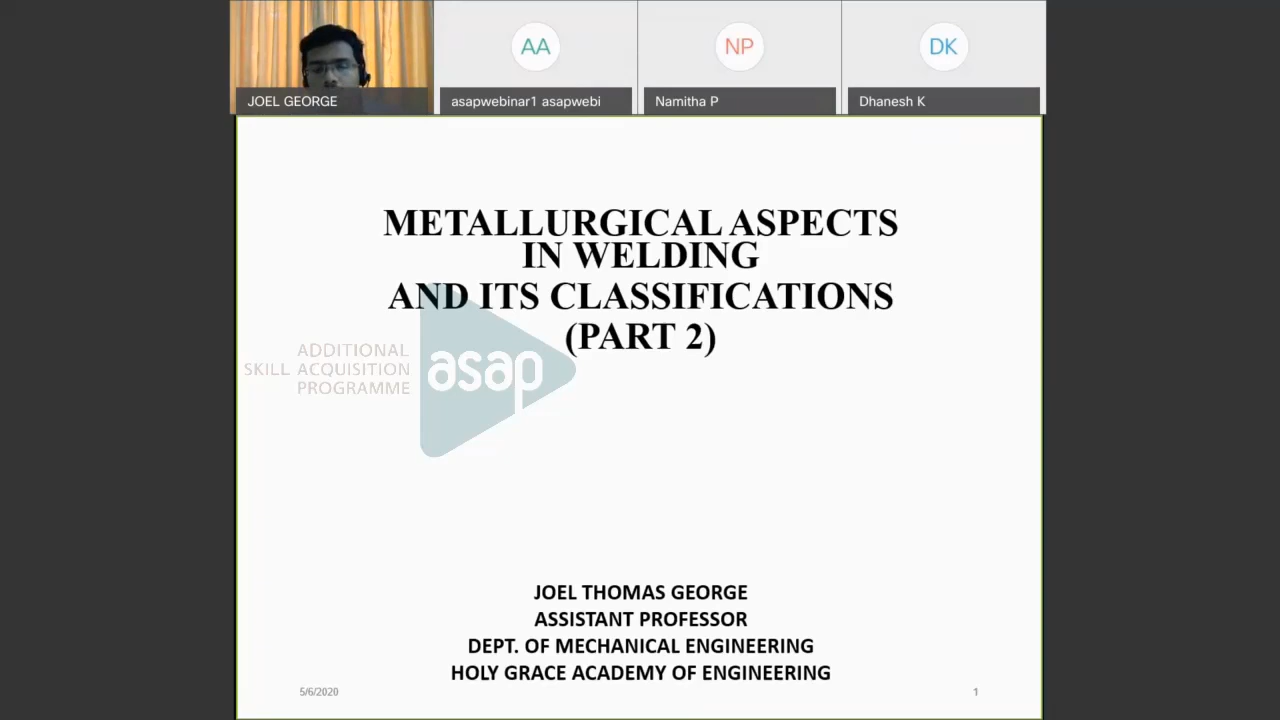 AA
NP
DK
JOEL GEORGE
asapwebinar1 asapwebi
Namitha P
Dhanesh K
METALLURGICAL ASPECTS
IN WELDING
AND ITS CLASSIFICATIONS
(PART 2)
ADDITIONAL
SKILL ACQUISITION
PROGRAMME
asap
JOEL THOMAS GEORGE
ASSISTANT PROFESSOR
DEPT. OF MECHANICAL ENGINEERING
HOLY GRACE ACADEMY OF ENGINEERING
5/6/2020
1